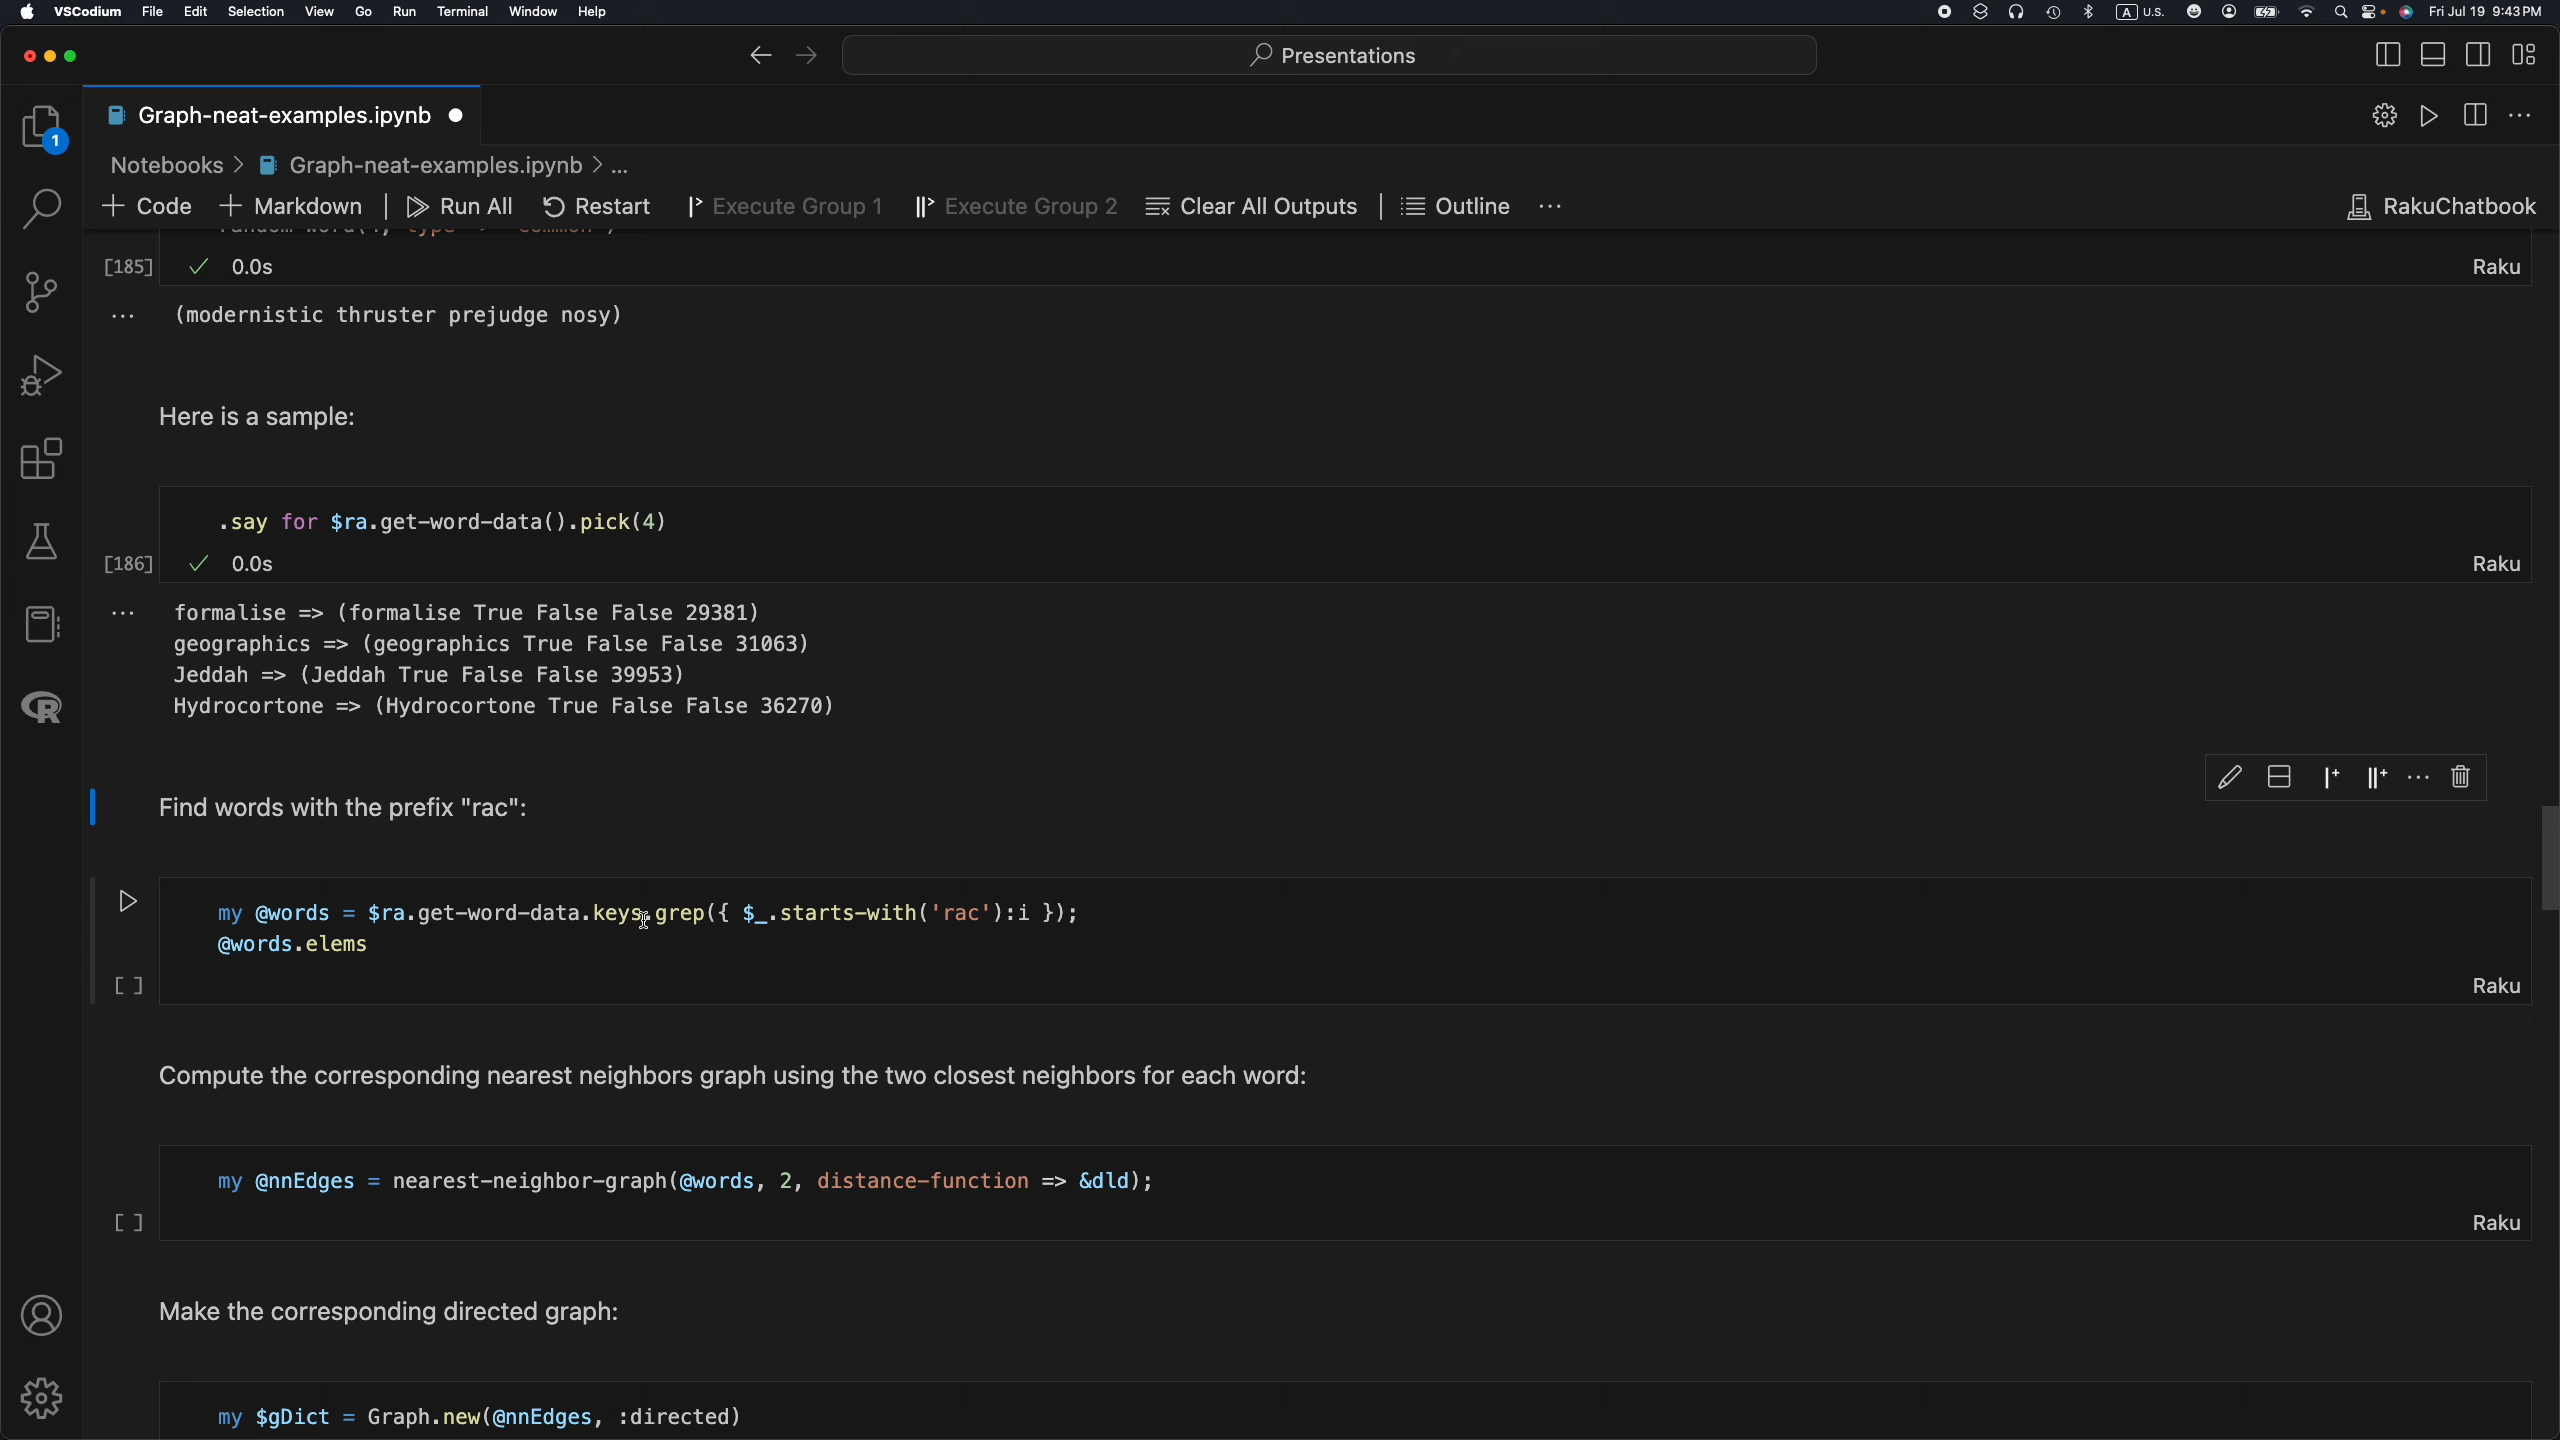 VSCodium File Edit Selection View Go Run Terminal Window Help A U.S. Fri Jul 19 9:43 PM
Presentations
Graph-neat-examples.ipynb
1
Notebooks > Graph-neat-examples.ipynb > ...
Code Markdown Run All Restart Execute Group 1 Execute Group 2 Clear All Outputs Outline ... RakuChatbook
[185] 0.0s Raku
... (modernistic thruster prejudge nosy)
Here is a sample:
.say for $ra.get-word-data().pick(4)
[186] 0.0s Raku
... formalise => (formalise True False False 29381)
geographics => (geographics True False False 31063)
Jeddah => (Jeddah True False False 39953)
Hydrocortone => (Hydrocortone True False False 36270)
Find words with the prefix "rac":
my @words = $ra.get-word-data.keys.grep({ $_.starts-with('rac'):i });
@words.elems
[ ] Raku
Compute the corresponding nearest neighbors graph using the two closest neighbors for each word:
my @nnEdges = nearest-neighbor-graph(@words, 2, distance-function => &dld);
[ ] Raku
Make the corresponding directed graph:
my $gDict = Graph.new(@nnEdges, :directed)